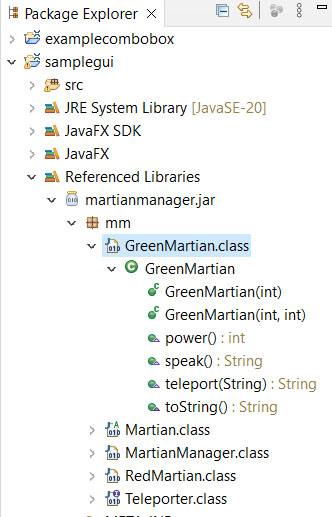 Package Explorer
examplecombobox
samplegui
src
JRE System Library [JavaSE-20]
JavaFX SDK
JavaFX
Referenced Libraries
martianmanager.jar
mm
GreenMartian.class
GreenMartian
GreenMartian(int)
GreenMartian(int, int)
power() : int
speak() : String
teleport(String) : String
toString() : String
Martian.class
MartianManager.class
RedMartian.class
Teleporter.class